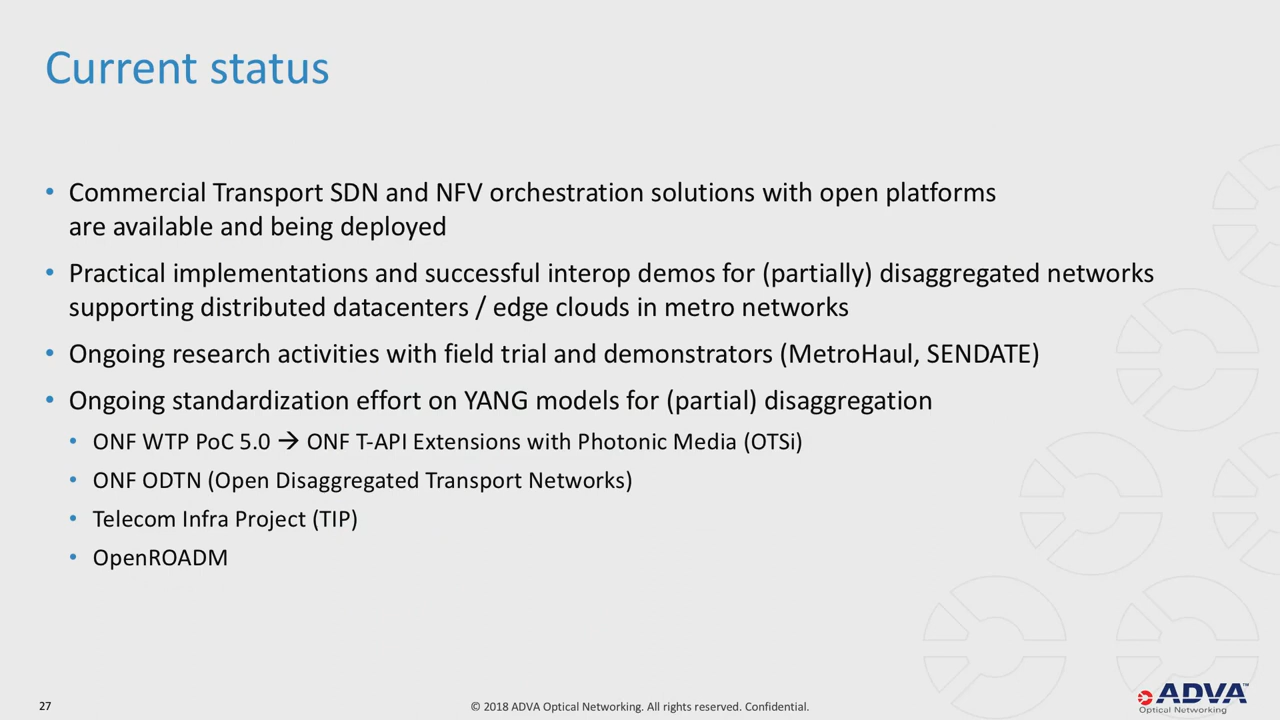 Current status
• Commercial Transport SDN and NFV orchestration solutions with open platforms
are available and being deployed
• Practical implementations and successful interop demos for (partially) disaggregated networks
supporting distributed datacenters / edge clouds in metro networks
• Ongoing research activities with field trial and demonstrators (MetroHaul, SENDATE)
• Ongoing standardization effort on YANG models for (partial) disaggregation
• ONF WTP PoC 5.0 → ONF T-API Extensions with Photonic Media (OTSi)
• ONF ODTN (Open Disaggregated Transport Networks)
• Telecom Infra Project (TIP)
• OpenROADM
27
© 2018 ADVA Optical Networking. All rights reserved. Confidential.
ADVA™
Optical Networking